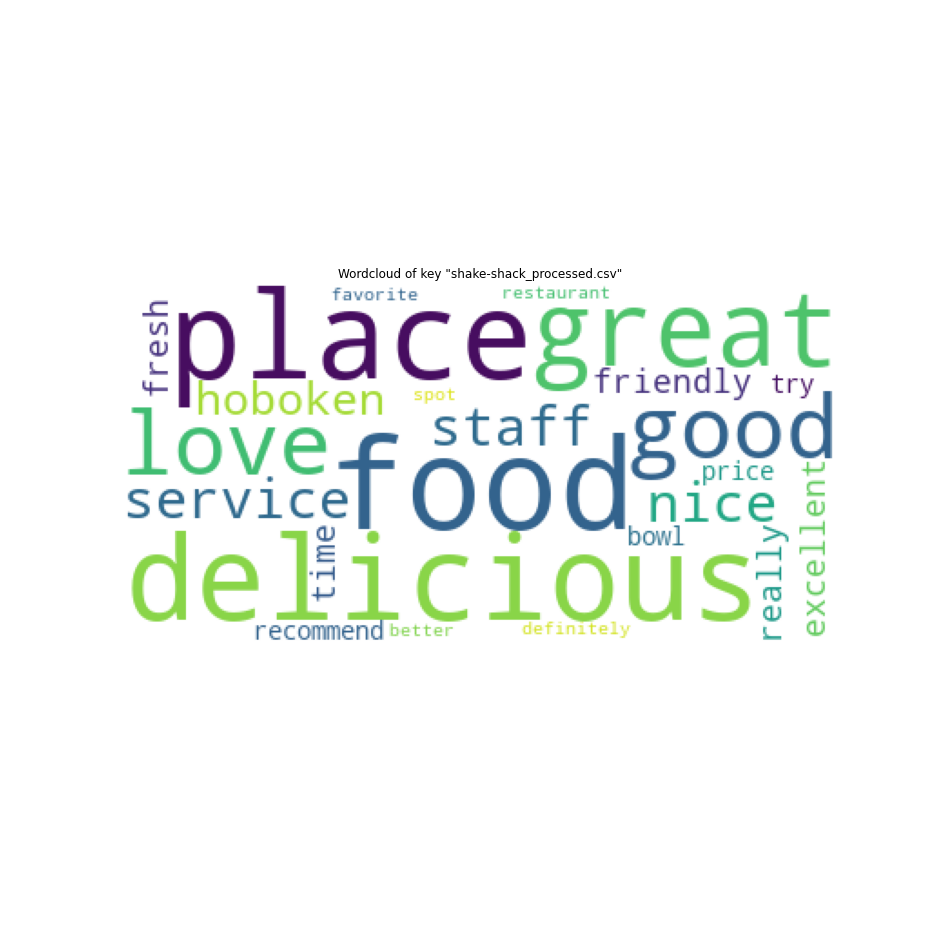 Wordcloud of key "shake-shack_processed.csv"
favorite
restaurant
fresh
place
great
friendly
try
hoboken
spot
love
staff
good
service
food
price
nice
excellent
time
bowl
really
delicious
recommend
better
definitely